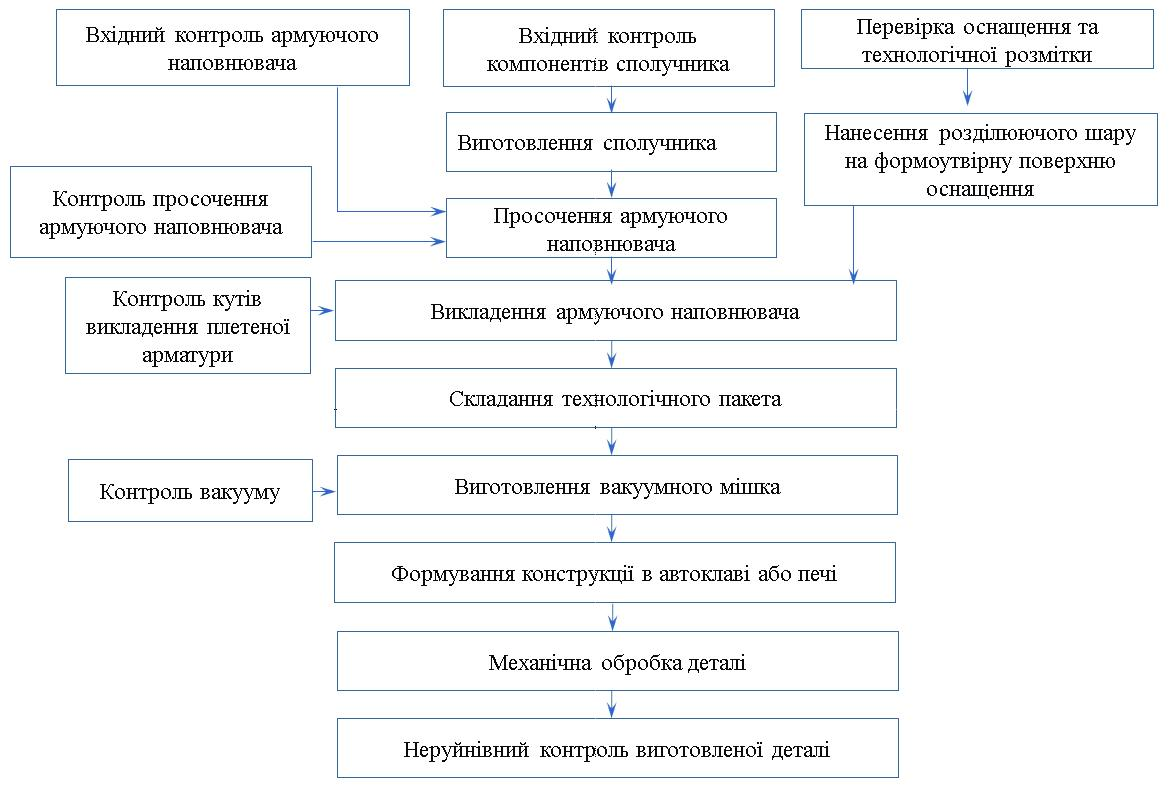 Вхідний контроль армуючого
наповнювача
Вхідний контроль
компонентів сполучника
Перевірка оснащення та
технологічної розмітки
Виготовлення сполучника
Нанесення розділюючого шару
на формоутвірну поверхню
оснащення
Контроль просочення
армуючого наповнювача
Просочення армуючого
наповнювача
Контроль кутів
викладення плетеної
арматури
Викладення армуючого наповнювача
Складання технологічного пакета
Контроль вакууму
Виготовлення вакуумного мішка
Формування конструкції в автоклаві або печі
Механічна обробка деталі
Неруйнівний контроль виготовленої деталі